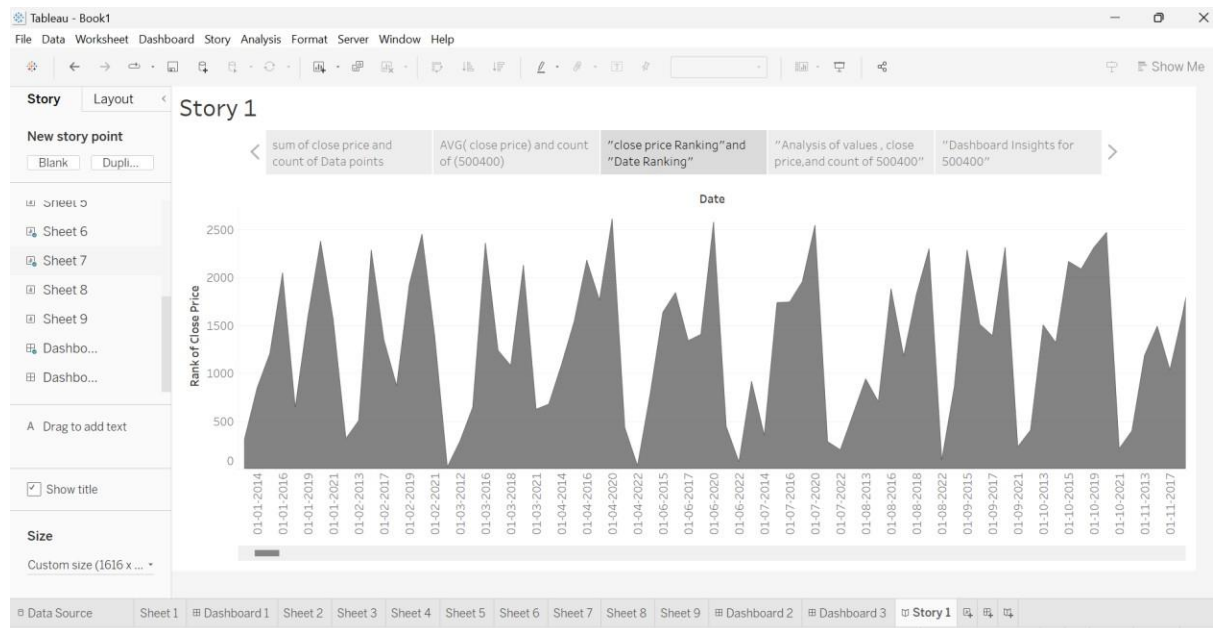 Tableau - Book1
File Data Worksheet Dashboard Story Analysis Format Server Window Help
Show Me
Story Layout
Story 1
New story point
Blank Dupli...
sum of close price and
count of Data points
AVG( close price) and count
of (500400)
"close price Ranking"and
"Date Ranking"
"Analysis of values , close
price,and count of 500400"
"Dashboard Insights for
500400"
Sheet 5
Sheet 6
Sheet 7
Sheet 8
Sheet 9
Dashbo...
Dashbo...
A Drag to add text
Show title
Size
Custom size (1616 x ...
Date
Rank of Close Price
2500
2000
1500
1000
500
0
01-01-2014
01-01-2016
01-01-2019
01-01-2021
01-02-2013
01-02-2017
01-02-2019
01-02-2021
01-03-2012
01-03-2016
01-03-2018
01-03-2021
01-04-2014
01-04-2016
01-04-2020
01-04-2022
01-06-2015
01-06-2017
01-06-2020
01-06-2022
01-07-2014
01-07-2016
01-07-2020
01-07-2022
01-08-2013
01-08-2016
01-08-2018
01-08-2022
01-09-2015
01-09-2017
01-09-2021
01-10-2013
01-10-2015
01-10-2019
01-10-2021
01-11-2013
01-11-2017
Data Source Sheet 1 Dashboard 1 Sheet 2 Sheet 3 Sheet 4 Sheet 5 Sheet 6 Sheet 7 Sheet 8 Sheet 9 Dashboard 2 Dashboard 3 Story 1